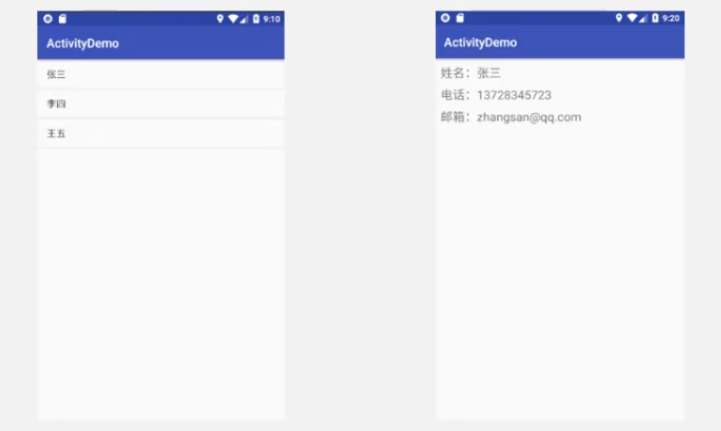 9:10
ActivityDemo
张三
李四
王五
9:20
ActivityDemo
姓名：张三
电话：13728345723
邮箱：zhangsan@qq.com